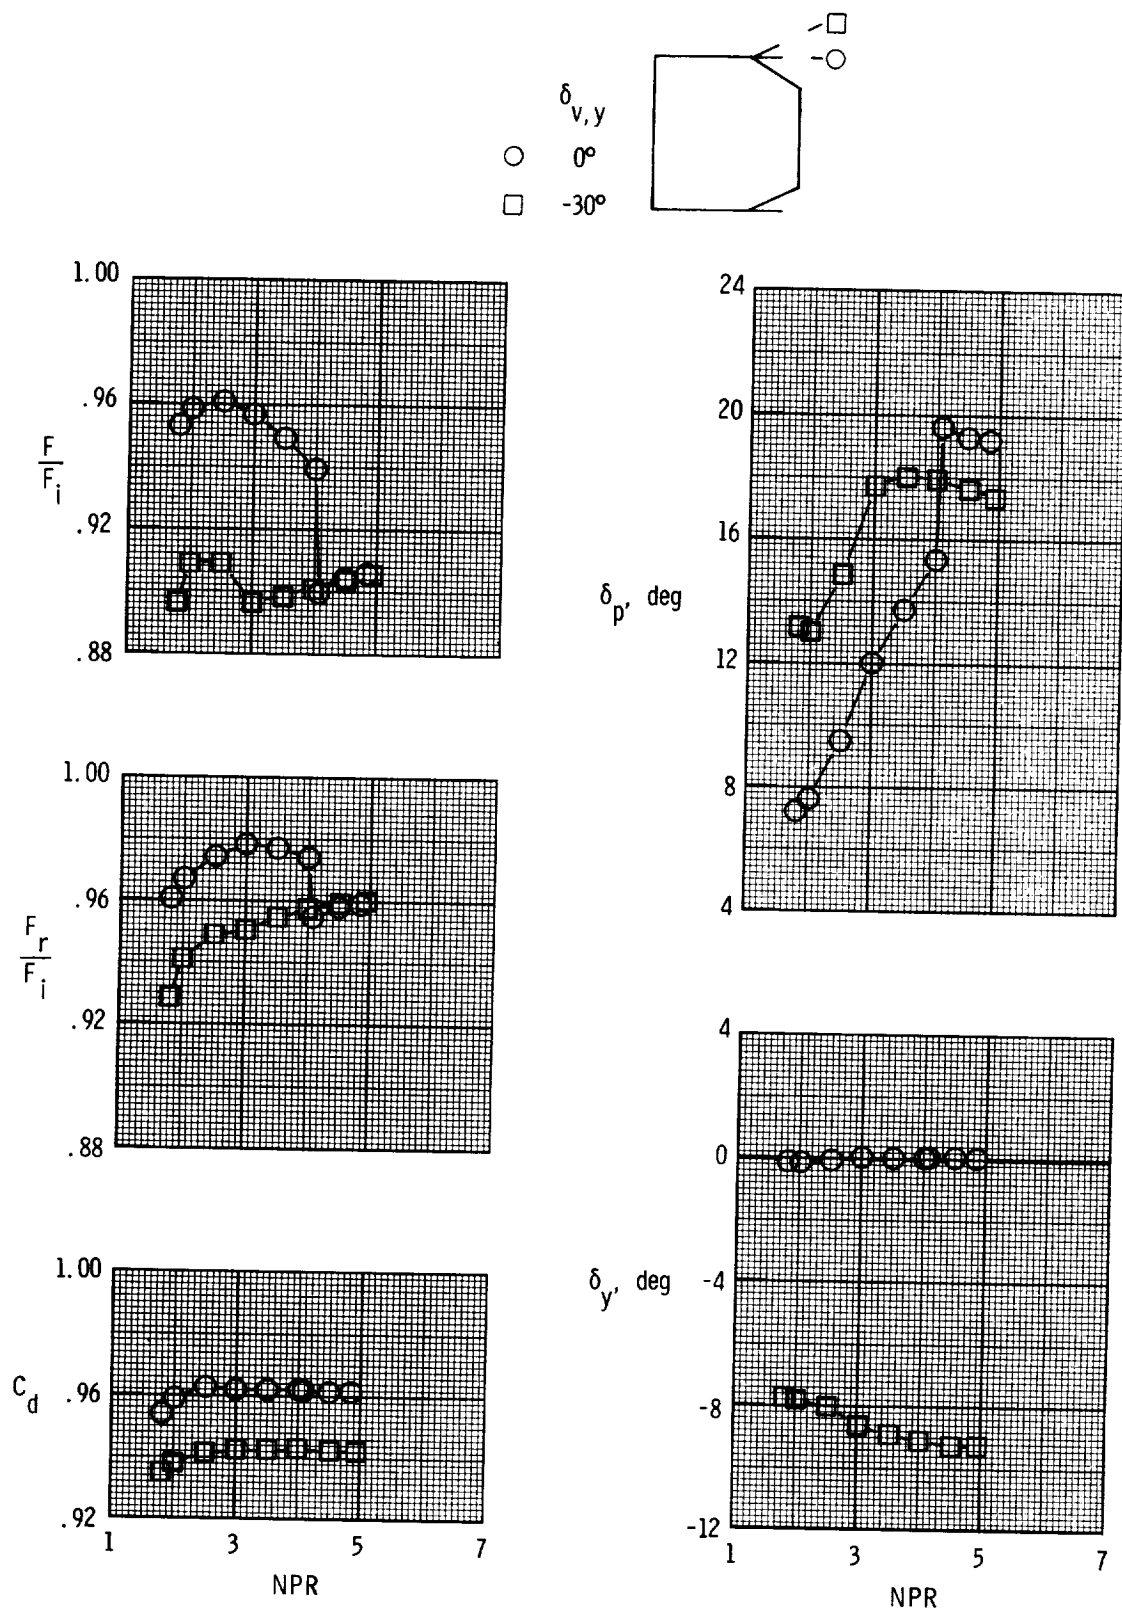 δv,y
0°
-30°
1.00
.96
.92
.88
F
Fi
1.00
.96
.92
.88
Fr
Fi
1.00
.96
.92
Cd
1 3 5 7
NPR
24
20
16
12
8
4
δp, deg
4
0
-4
-8
-12
δy, deg
1 3 5 7
NPR